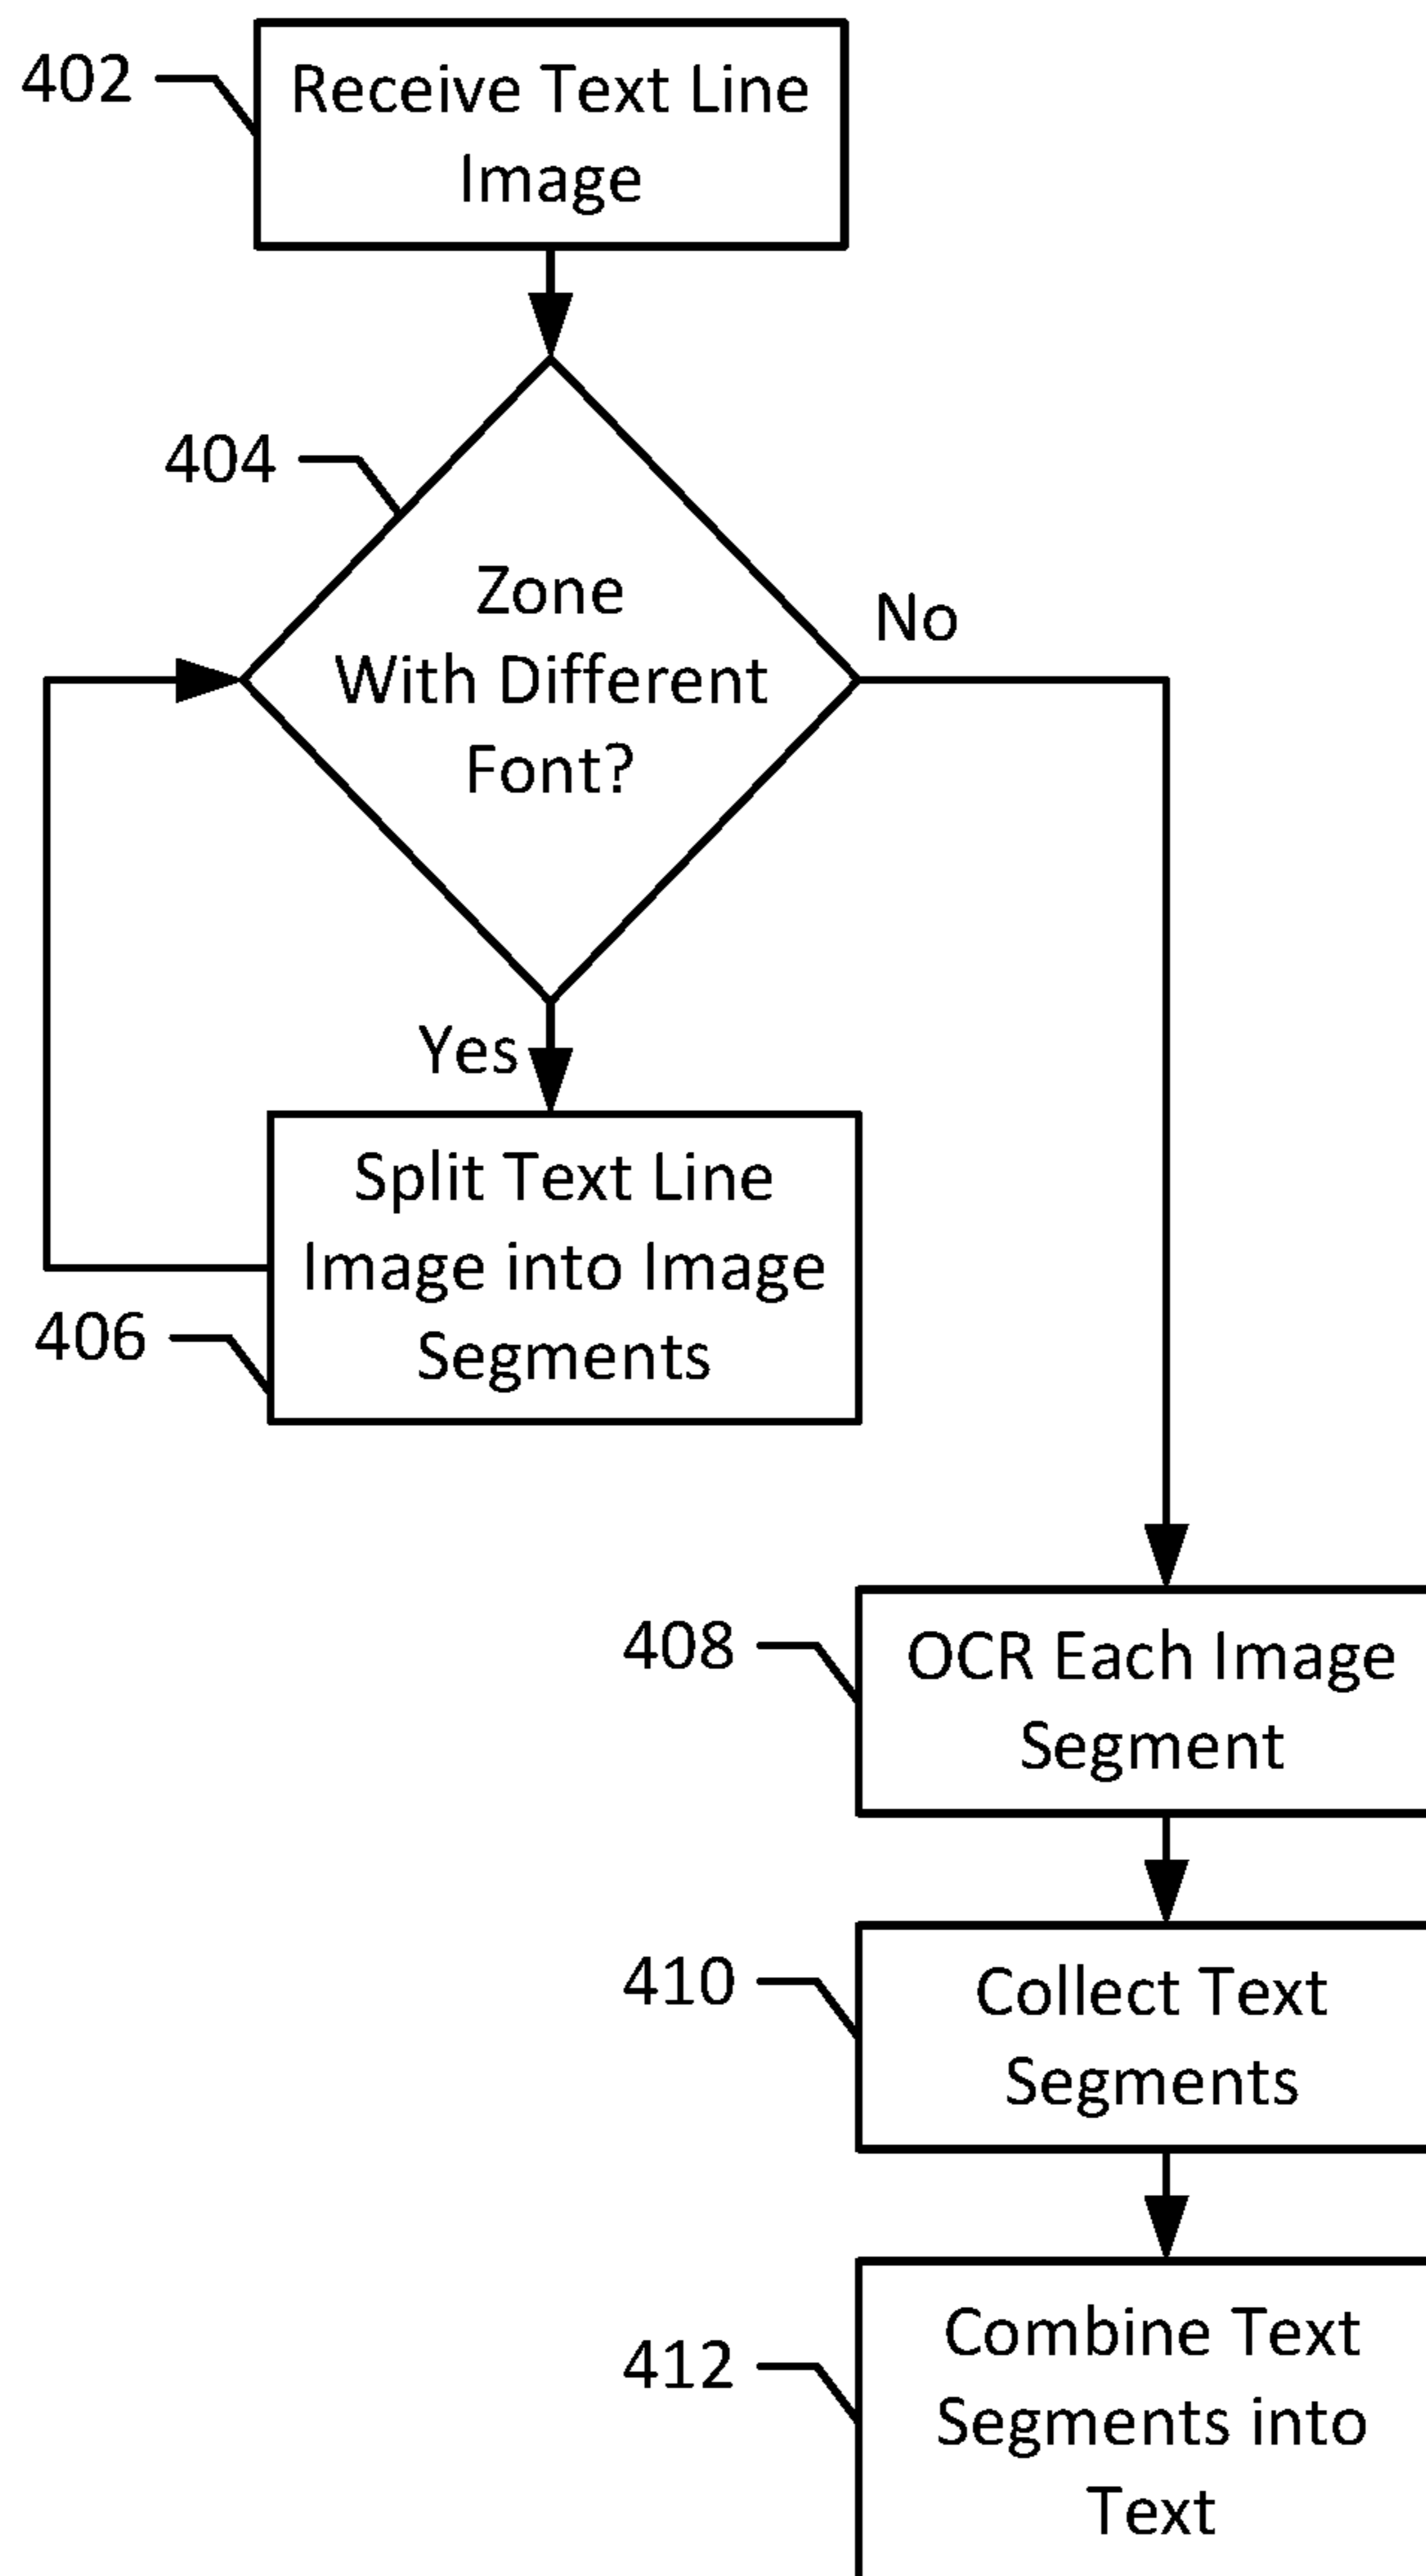 402
Receive Text Line
Image
404
Zone
With Different
Font?
No
Yes
Split Text Line
Image into Image
Segments
406
408
OCR Each Image
Segment
410
Collect Text
Segments
412
Combine Text
Segments into
Text